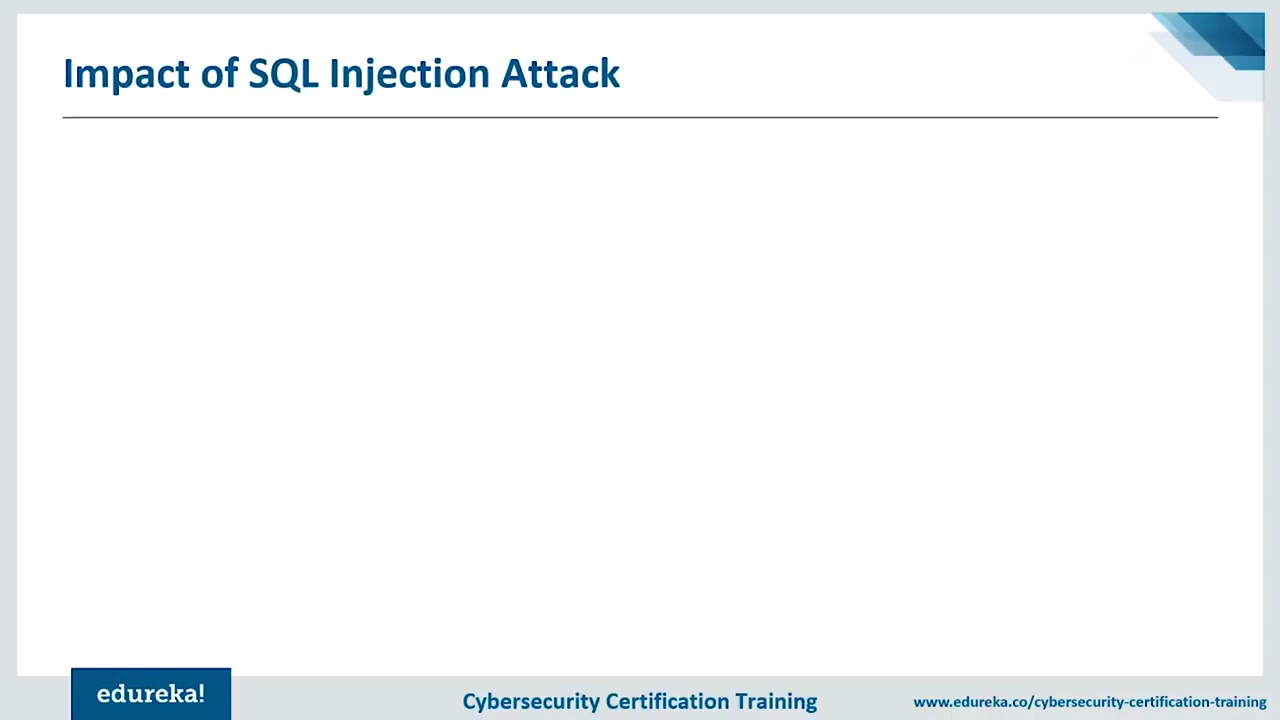 Impact of SQL Injection Attack
edureka!
Cybersecurity Certification Training
www.edureka.co/cybersecurity-certification-training